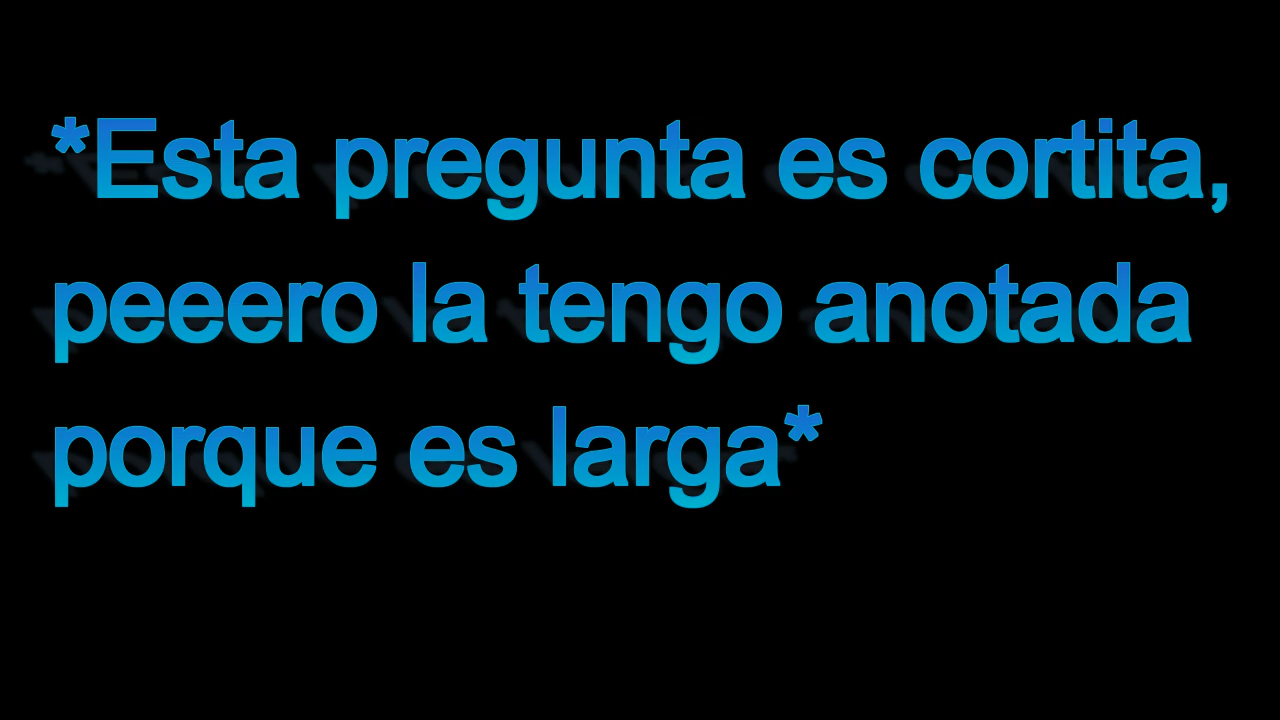 *Esta pregunta es cortita,
peeero la tengo anotada
porque es larga*